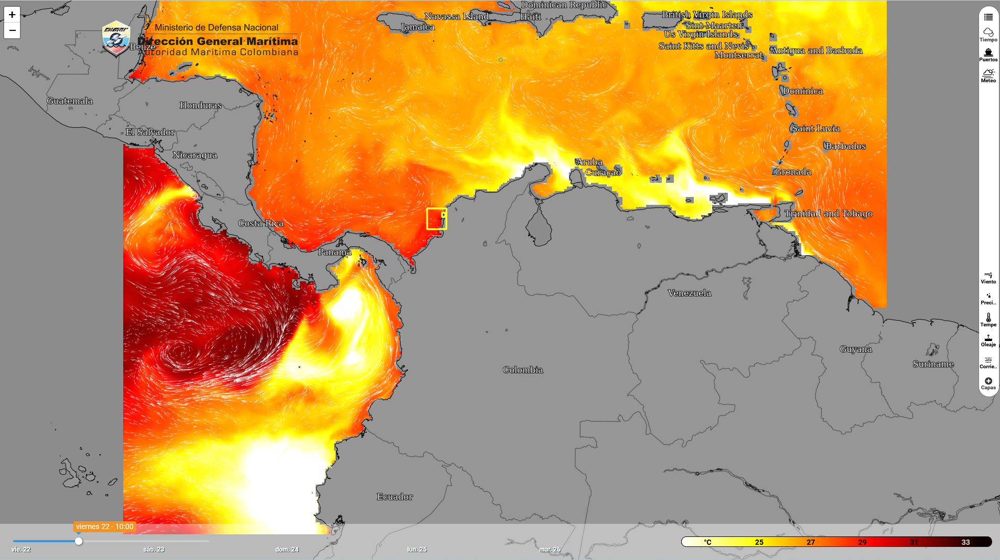 +
−
DIMAR
Ministerio de Defensa Nacional
Dirección General Marítima
Autoridad Marítima Colombiana
Dominican Republic
Navassa Island
Haiti
Jamaica
British Virgin Islands
Sint-Maarten
Us Virgin Islands
Saint Kitts and Nevis
Antigua and Barbuda
Montserrat
Belize
Guatemala
Honduras
Dominica
El Salvador
Saint Lucia
Nicaragua
Barbados
Aruba
Curaçao
Grenada
Costa Rica
Trinidad and Tobago
Panama
Venezuela
Guyana
Suriname
Colombia
Ecuador
Tiempo
Puertos
Meteo
Viento
Preci..
Tempe
Oleaje
Corrie..
Capas
viernes 22 - 10:00
vie. 22
sáb. 23
dom. 24
lun. 25
mar. 26
°C 25 27 29 31 33